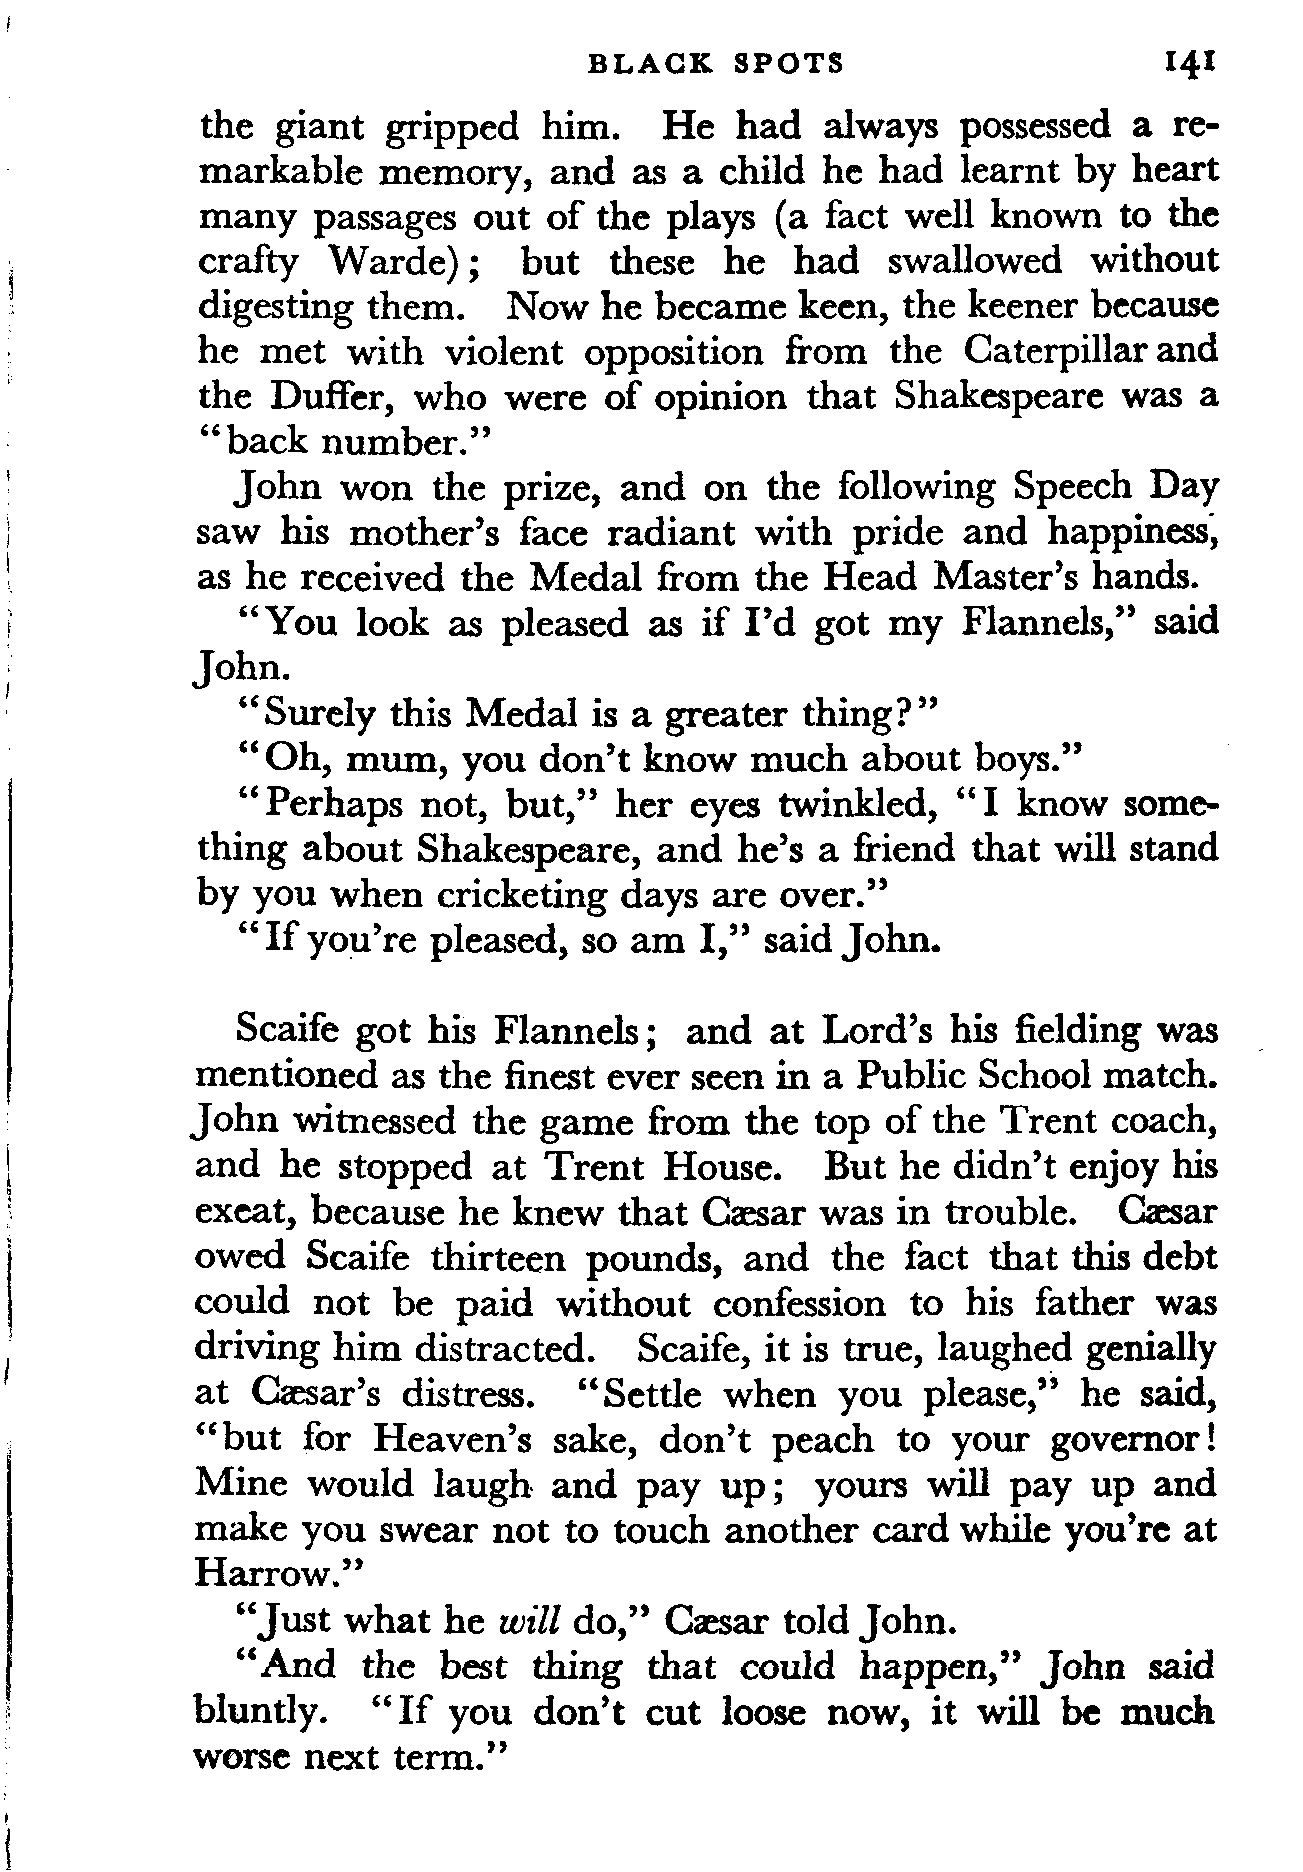 BLACK SPOTS 141
the giant gripped him. He had always possessed a re-
markable memory, and as a child he had learnt by heart
many passages out of the plays (a fact well known to the
crafty Warde); but these he had swallowed without
digesting them. Now he became keen, the keener because
he met with violent opposition from the Caterpillar and
the Duffer, who were of opinion that Shakespeare was a
“back number.”
John won the prize, and on the following Speech Day
saw his mother’s face radiant with pride and happiness,
as he received the Medal from the Head Master’s hands.
“You look as pleased as if I’d got my Flannels,” said
John.
“Surely this Medal is a greater thing?”
“Oh, mum, you don’t know much about boys.”
“Perhaps not, but,” her eyes twinkled, “I know some-
thing about Shakespeare, and he’s a friend that will stand
by you when cricketing days are over.”
“If you’re pleased, so am I,” said John.
Scaife got his Flannels; and at Lord’s his fielding was
mentioned as the finest ever seen in a Public School match.
John witnessed the game from the top of the Trent coach,
and he stopped at Trent House. But he didn’t enjoy his
exeat, because he knew that Cæsar was in trouble. Cæsar
owed Scaife thirteen pounds, and the fact that this debt
could not be paid without confession to his father was
driving him distracted. Scaife, it is true, laughed genially
at Cæsar’s distress. “Settle when you please,” he said,
“but for Heaven’s sake, don’t peach to your governor!
Mine would laugh and pay up; yours will pay up and
make you swear not to touch another card while you’re at
Harrow.”
“Just what he will do,” Cæsar told John.
“And the best thing that could happen,” John said
bluntly. “If you don’t cut loose now, it will be much
worse next term.”